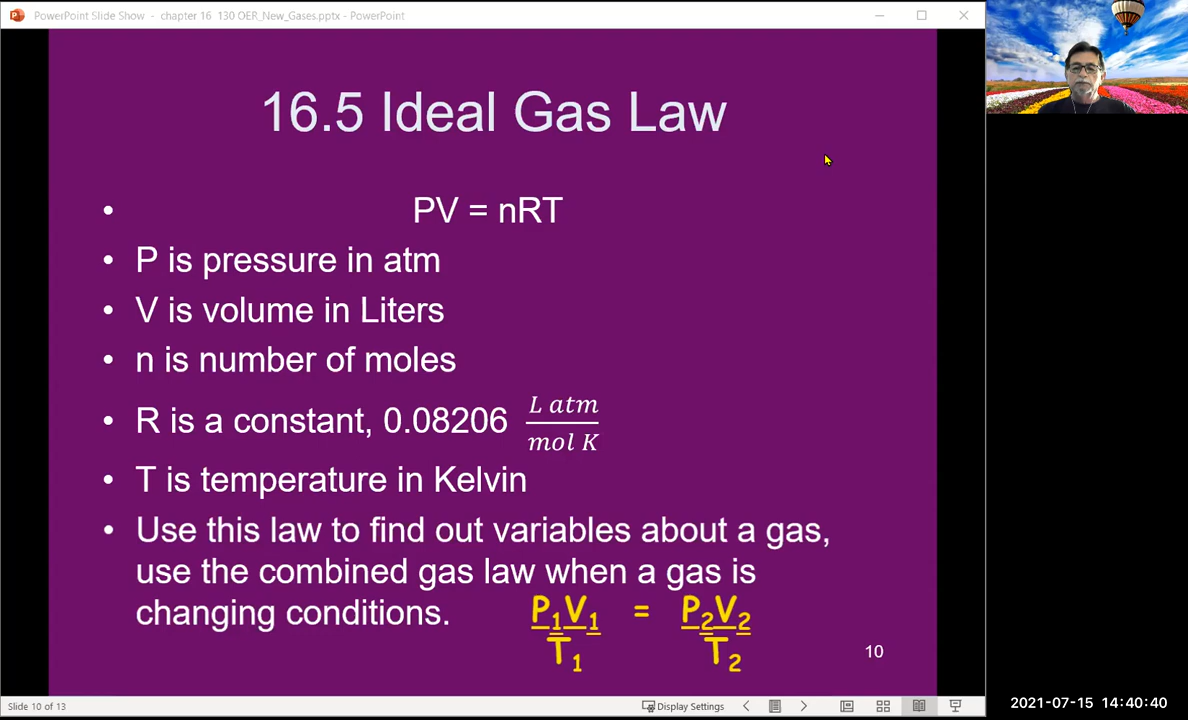 PowerPoint Slide Show - chapter 16 130 OER_New_Gases.pptx - PowerPoint
16.5 Ideal Gas Law
• PV = nRT
• P is pressure in atm
• V is volume in Liters
• n is number of moles
• R is a constant, 0.08206 L atm / mol K
• T is temperature in Kelvin
• Use this law to find out variables about a gas,
use the combined gas law when a gas is
changing conditions.
P₁V₁ = P₂V₂
T₁ T₂
10
Slide 10 of 13
Display Settings
2021-07-15 14:40:40